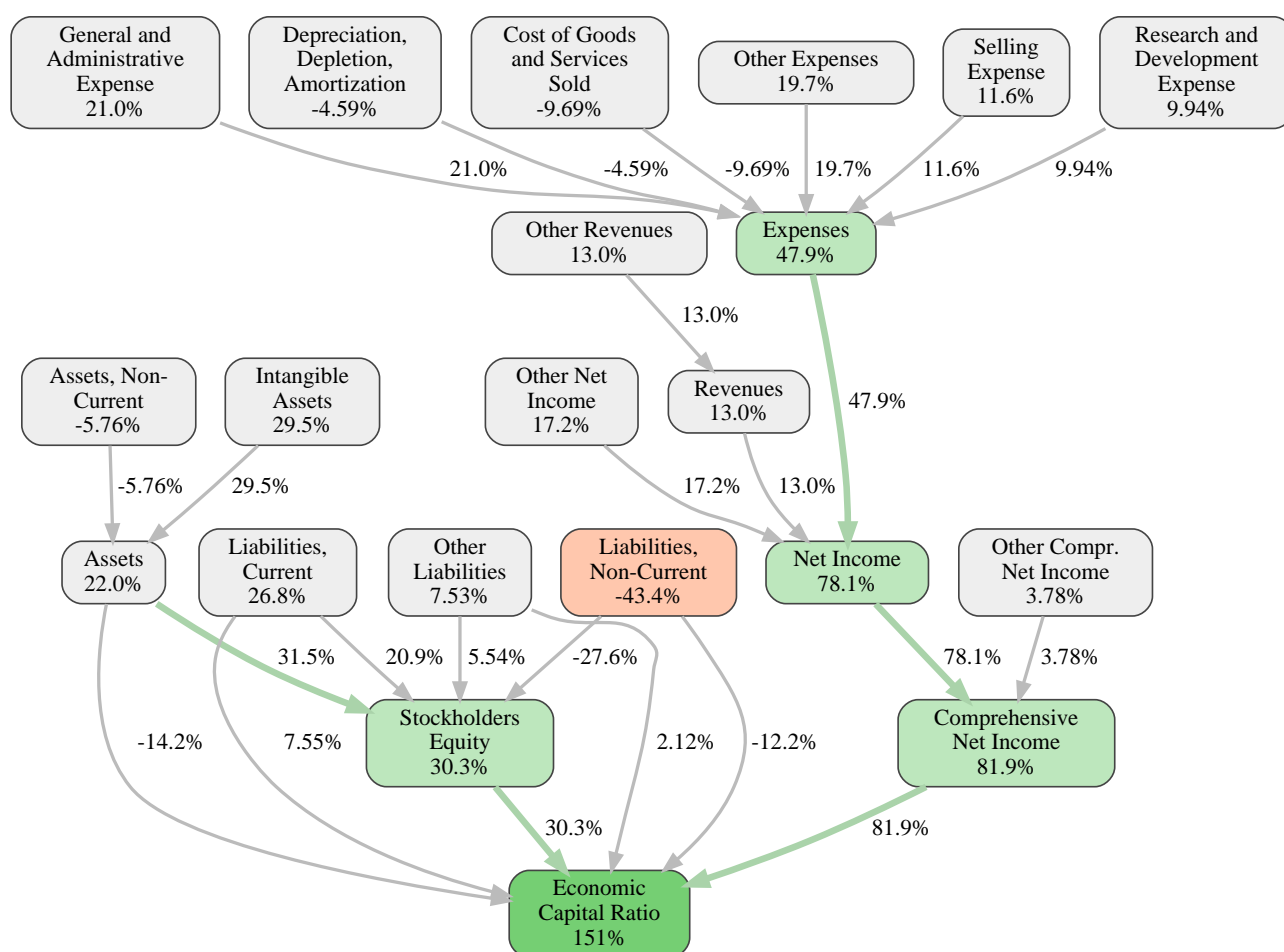 General and
Administrative
Expense
21.0%
Depreciation,
Depletion,
Amortization
-4.59%
Cost of Goods
and Services
Sold
-9.69%
Other Expenses
19.7%
Selling
Expense
11.6%
Research and
Development
Expense
9.94%
21.0%
-4.59%
-9.69%
19.7%
11.6%
9.94%
Other Revenues
13.0%
Expenses
47.9%
13.0%
Assets, Non-
Current
-5.76%
Intangible
Assets
29.5%
Other Net
Income
17.2%
Revenues
13.0%
47.9%
-5.76%
29.5%
17.2%
13.0%
Assets
22.0%
Liabilities,
Current
26.8%
Other
Liabilities
7.53%
Liabilities,
Non-Current
-43.4%
Net Income
78.1%
Other Compr.
Net Income
3.78%
31.5%
20.9%
5.54%
-27.6%
78.1%
3.78%
-14.2%
7.55%
Stockholders
Equity
30.3%
2.12%
-12.2%
Comprehensive
Net Income
81.9%
30.3%
81.9%
Economic
Capital Ratio
151%